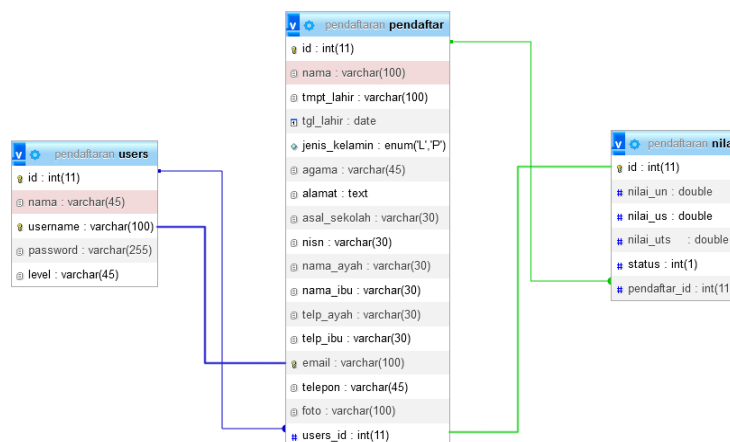 pendaftaran users
id : int(11)
nama : varchar(45)
username : varchar(100)
password : varchar(255)
level : varchar(45)
pendaftaran pendaftar
id : int(11)
nama : varchar(100)
tmpt_lahir : varchar(100)
tgl_lahir : date
jenis_kelamin : enum('L','P')
agama : varchar(45)
alamat : text
asal_sekolah : varchar(30)
nisn : varchar(30)
nama_ayah : varchar(30)
nama_ibu : varchar(30)
telp_ayah : varchar(30)
telp_ibu : varchar(30)
email : varchar(100)
telepon : varchar(45)
foto : varchar(100)
users_id : int(11)
pendaftaran
id : int(11)
nilai_un : double
nilai_us : double
nilai_uts : double
status : int(1)
pendaftar_id : int(11